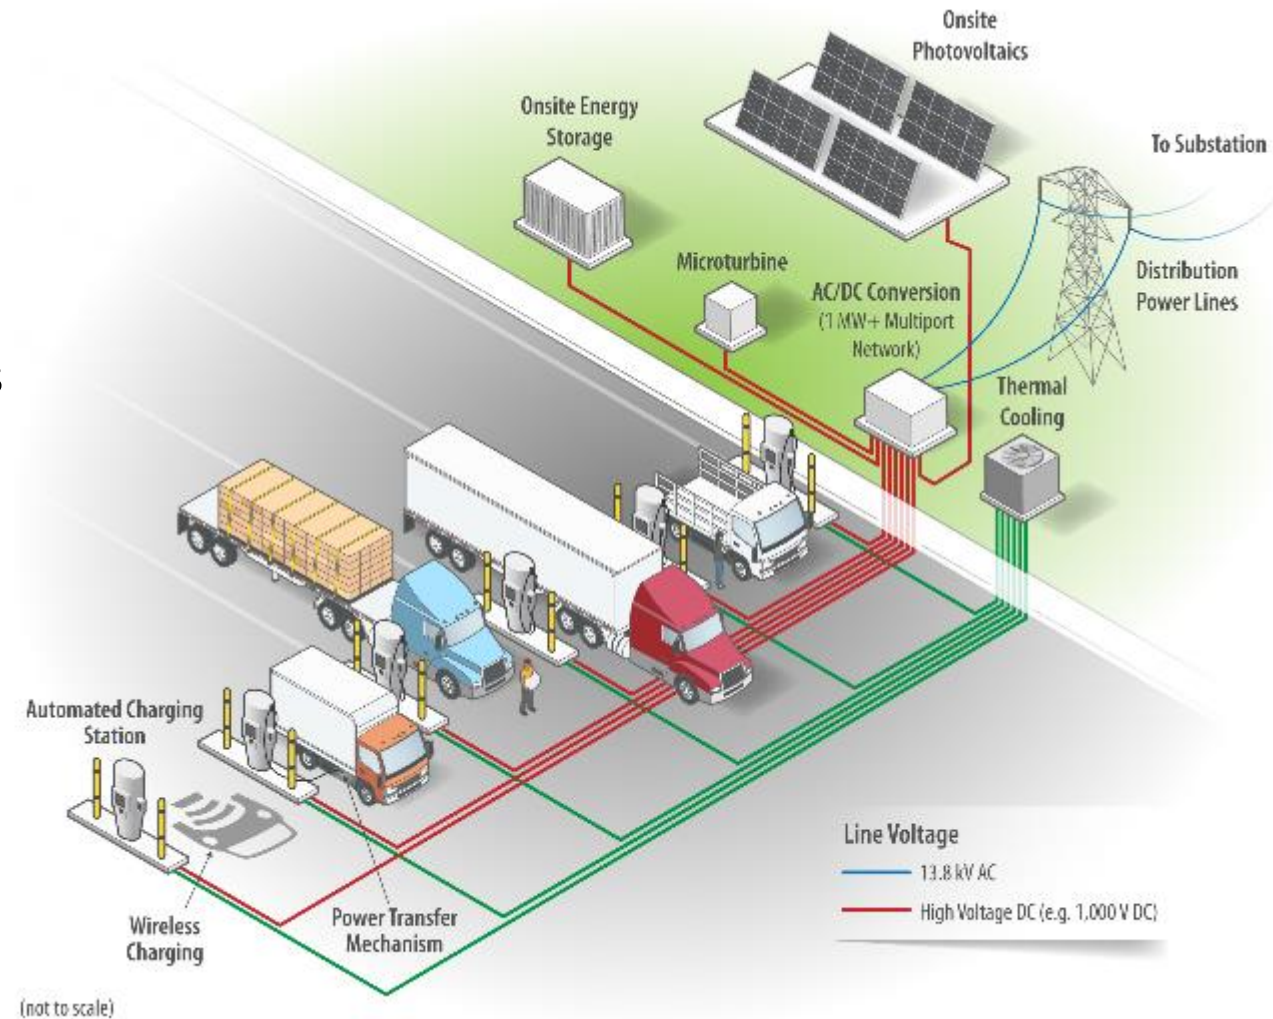 Onsite
Photovoltaics
Onsite Energy
Storage
To Substation
Microturbine
AC/DC Conversion
(1 MW+ Multiport
Network)
Distribution
Power Lines
Thermal
Cooling
Automated Charging
Station
Wireless
Charging
Power Transfer
Mechanism
Line Voltage
13.8 kV AC
High Voltage DC (e.g. 1,000 V DC)
(not to scale)